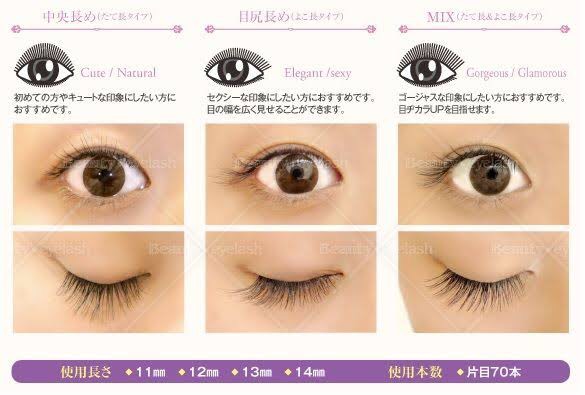 中央長め(たて長タイプ)
Cute / Natural
初めての方やキュートな印象にしたい方に
おすすめです。
目尻長め(よこ長タイプ)
Elegant /sexy
セクシーな印象にしたい方におすすめです。
目の幅を広く見せることができます。
MIX(たて長&よこ長タイプ)
Gorgeous / Glamorous
ゴージャスな印象にしたい方におすすめです。
目ヂカラUPを目指せます。
Beauty eyelash
Beauty eyelash
Beauty eyelash
使用長さ ◆11㎜ ◆12㎜ ◆13㎜ ◆14㎜ 使用本数 ◆片目70本